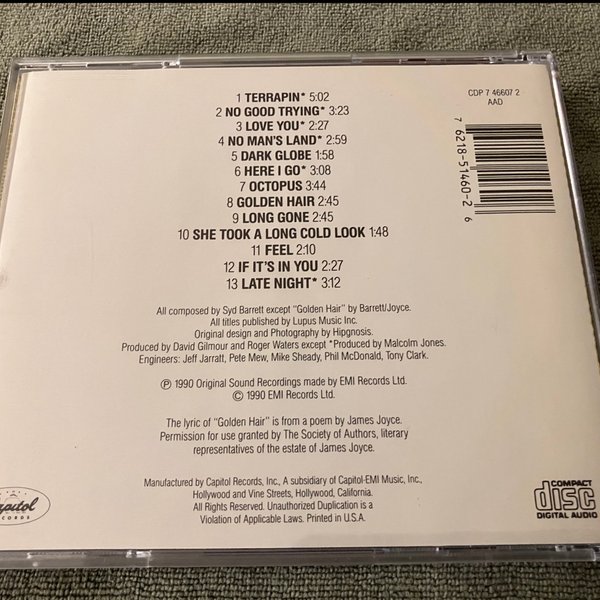 1 TERRAPIN* 5:02
2 NO GOOD TRYING* 3:23
3 LOVE YOU* 2:27
4 NO MAN'S LAND* 2:59
5 DARK GLOBE 1:58
6 HERE I GO* 3:08
7 OCTOPUS 3:44
8 GOLDEN HAIR 2:45
9 LONG GONE 2:45
10 SHE TOOK A LONG COLD LOOK 1:48
11 FEEL 2:10
12 IF IT'S IN YOU 2:27
13 LATE NIGHT* 3:12
CDP 7 46607 2
AAD
7 6218-51460-2 6
All composed by Syd Barrett except "Golden Hair" by Barrett/Joyce.
All titles published by Lupus Music Inc.
Original design and Photography by Hipgnosis.
Produced by David Gilmour and Roger Waters except *Produced by Malcolm Jones.
Engineers: Jeff Jarratt, Pete Mew, Mike Sheady, Phil McDonald, Tony Clark.
Ⓟ 1990 Original Sound Recordings made by EMI Records Ltd.
© 1990 EMI Records Ltd.
The lyric of "Golden Hair" is from a poem by James Joyce.
Permission for use granted by The Society of Authors, literary
representatives of the estate of James Joyce.
Manufactured by Capitol Records, Inc., A subsidiary of Capitol-EMI Music, Inc.,
Hollywood and Vine Streets, Hollywood, California.
All Rights Reserved. Unauthorized Duplication is a
Violation of Applicable Laws. Printed in U.S.A.
Capitol
RECORDS
COMPACT
disc
DIGITAL AUDIO